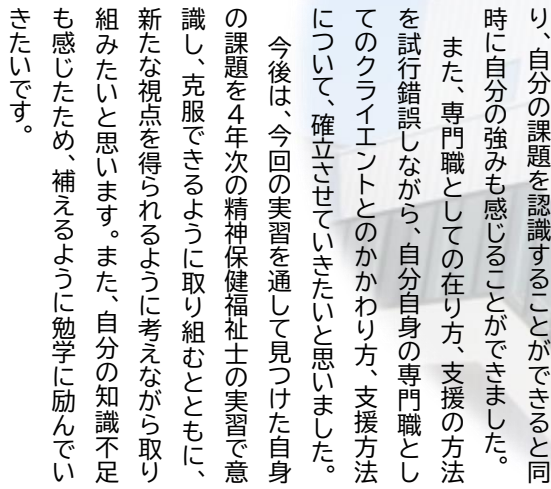 り、自分の課題を認識することができると同
時に自分の強みも感じることができました。
　また、専門職としての在り方、支援の方法
を試行錯誤しながら、自分自身の専門職とし
てのクライエントとのかかわり方、支援方法
について、確立させていきたいと思いました。
　今後は、今回の実習を通して見つけた自身
の課題を４年次の精神保健福祉士の実習で意
識し、克服できるように取り組むとともに、
新たな視点を得られるように考えながら取り
組みたいと思います。また、自分の知識不足
も感じたため、補えるように勉学に励んでい
きたいです。